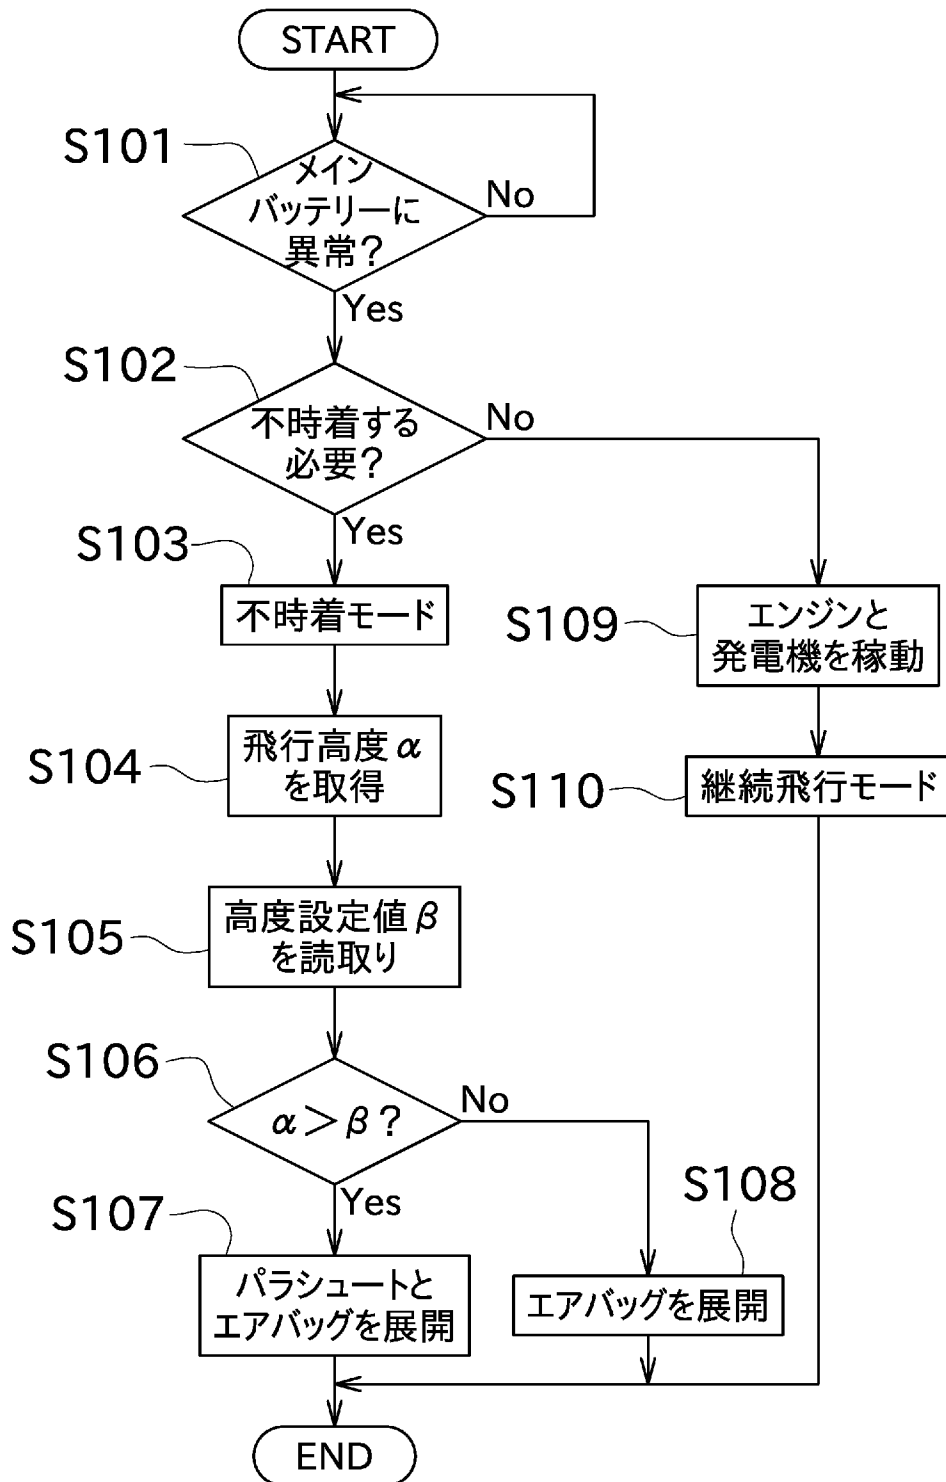 START
S101
メイン
バッテリーに
異常？
No
Yes
S102
不時着する
必要？
No
Yes
S103
不時着モード
S109
エンジンと
発電機を稼動
S104
飛行高度α
を取得
S110
継続飛行モード
S105
高度設定値β
を読取り
S106
α＞β？
No
Yes
S107
パラシュートと
エアバッグを展開
S108
エアバッグを展開
END